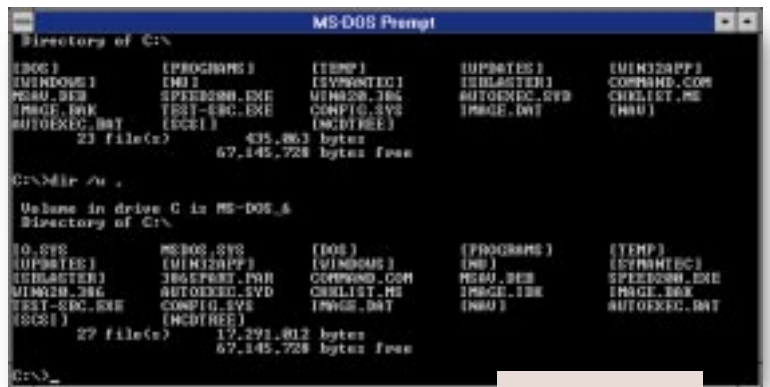 MS-DOS Prompt
Directory of C:\
[DOS] [PROGRAMS] [TEMP] [UPDATES] [WIN32APP]
[WINDOWS] [NU] [SYMANTEC] [SBLASTER] COMMAND.COM
MSAV.DEB SPEED200.EXE WINA20.386 AUTOEXEC.SYD CHKLIST.MS
IMAGE.BAK TEST-SBC.EXE CONFIG.SYS IMAGE.DAT [NAV]
AUTOEXEC.BAT [SCSI] [NCDTREE]
23 file(s) 435,063 bytes
67,145,728 bytes free
C:\>dir /w ,
Volume in drive C is MS-DOS_6
Directory of C:\
IO.SYS MSDOS.SYS [DOS] [PROGRAMS] [TEMP]
[UPDATES] [WIN32APP] [WINDOWS] [NU] [SYMANTEC]
[SBLASTER] 386SPART.PAR COMMAND.COM MSAV.DEB SPEED200.EXE
WINA20.386 AUTOEXEC.SYD CHKLIST.MS IMAGE.IDX IMAGE.BAK
TEST-SBC.EXE CONFIG.SYS IMAGE.DAT [NAV] AUTOEXEC.BAT
[SCSI] [NCDTREE]
27 file(s) 17,291,012 bytes
67,145,728 bytes free
C:\>_